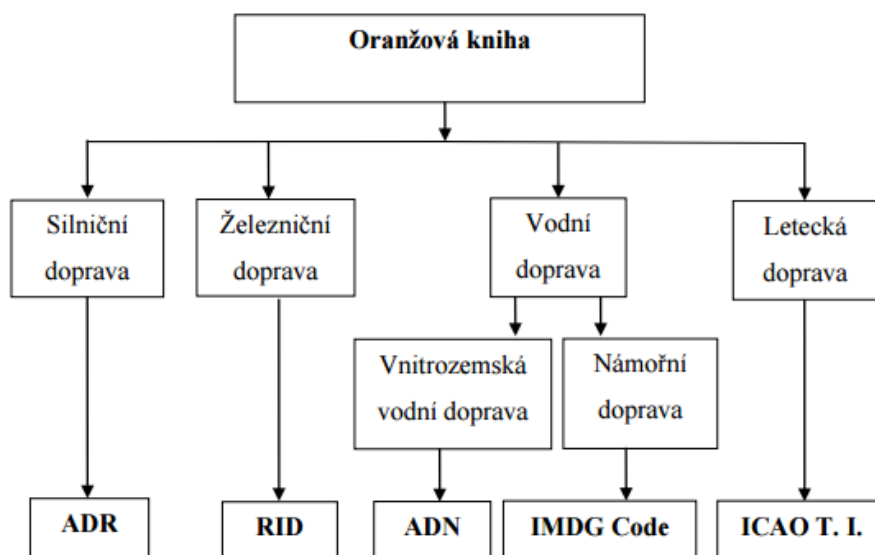 Oranžová kniha
Silniční
doprava
Železniční
doprava
Vodní
doprava
Letecká
doprava
Vnitrozemská
vodní doprava
Námořní
doprava
ADR
RID
ADN
IMDG Code
ICAO T. I.